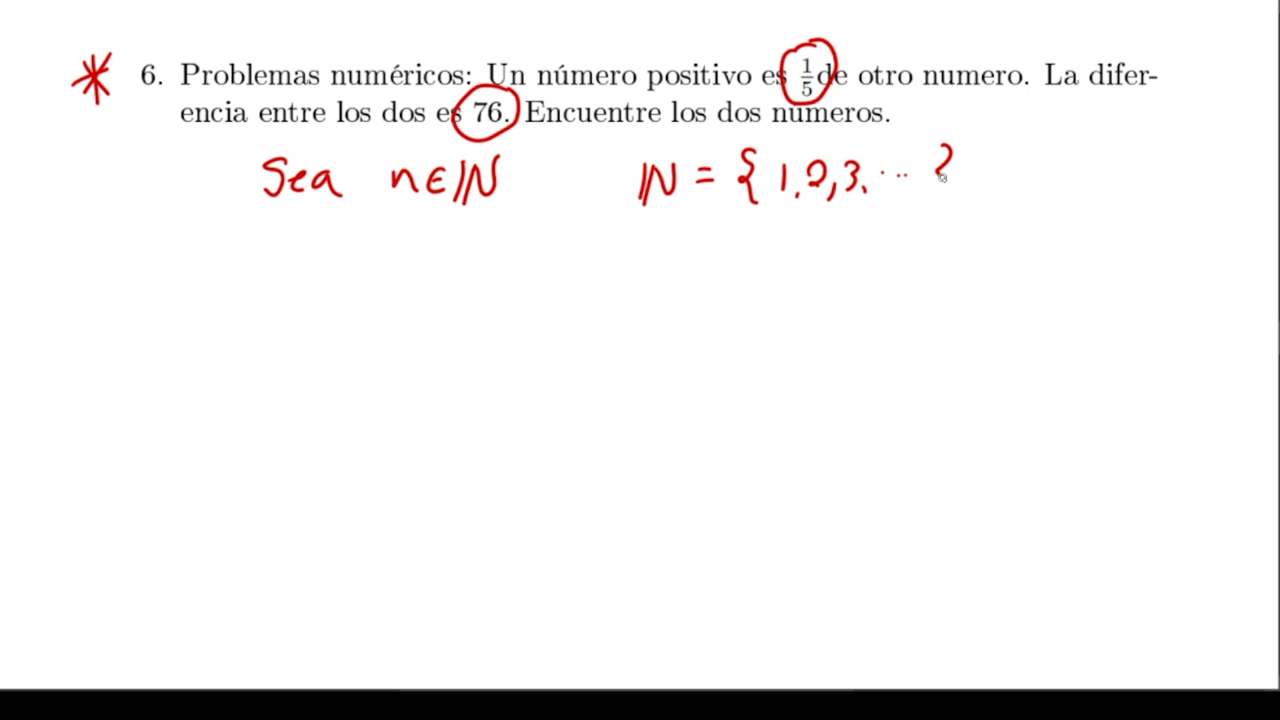 * 6. Problemas numéricos: Un número positivo es 1/5 de otro numero. La difer-
encia entre los dos es 76. Encuentre los dos números.
Sea n∈ℕ ℕ = {1,2,3,...}